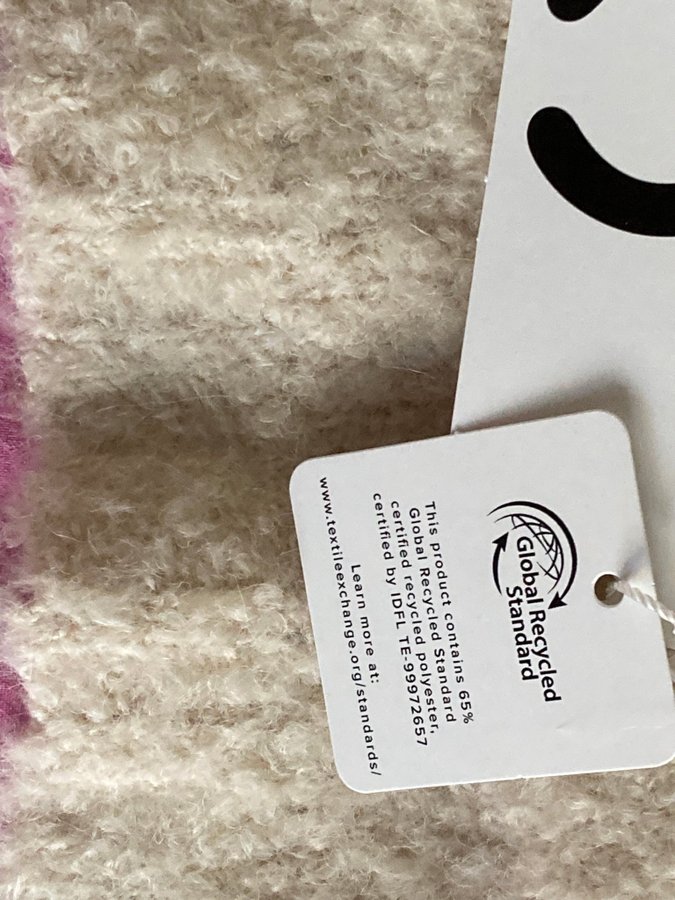 Global Recycled
Standard
This product contains 65%
Global Recycled Standard
certified recycled polyester,
certified by IDFL TE-99972657
Learn more at:
www.textileexchange.org/standards/